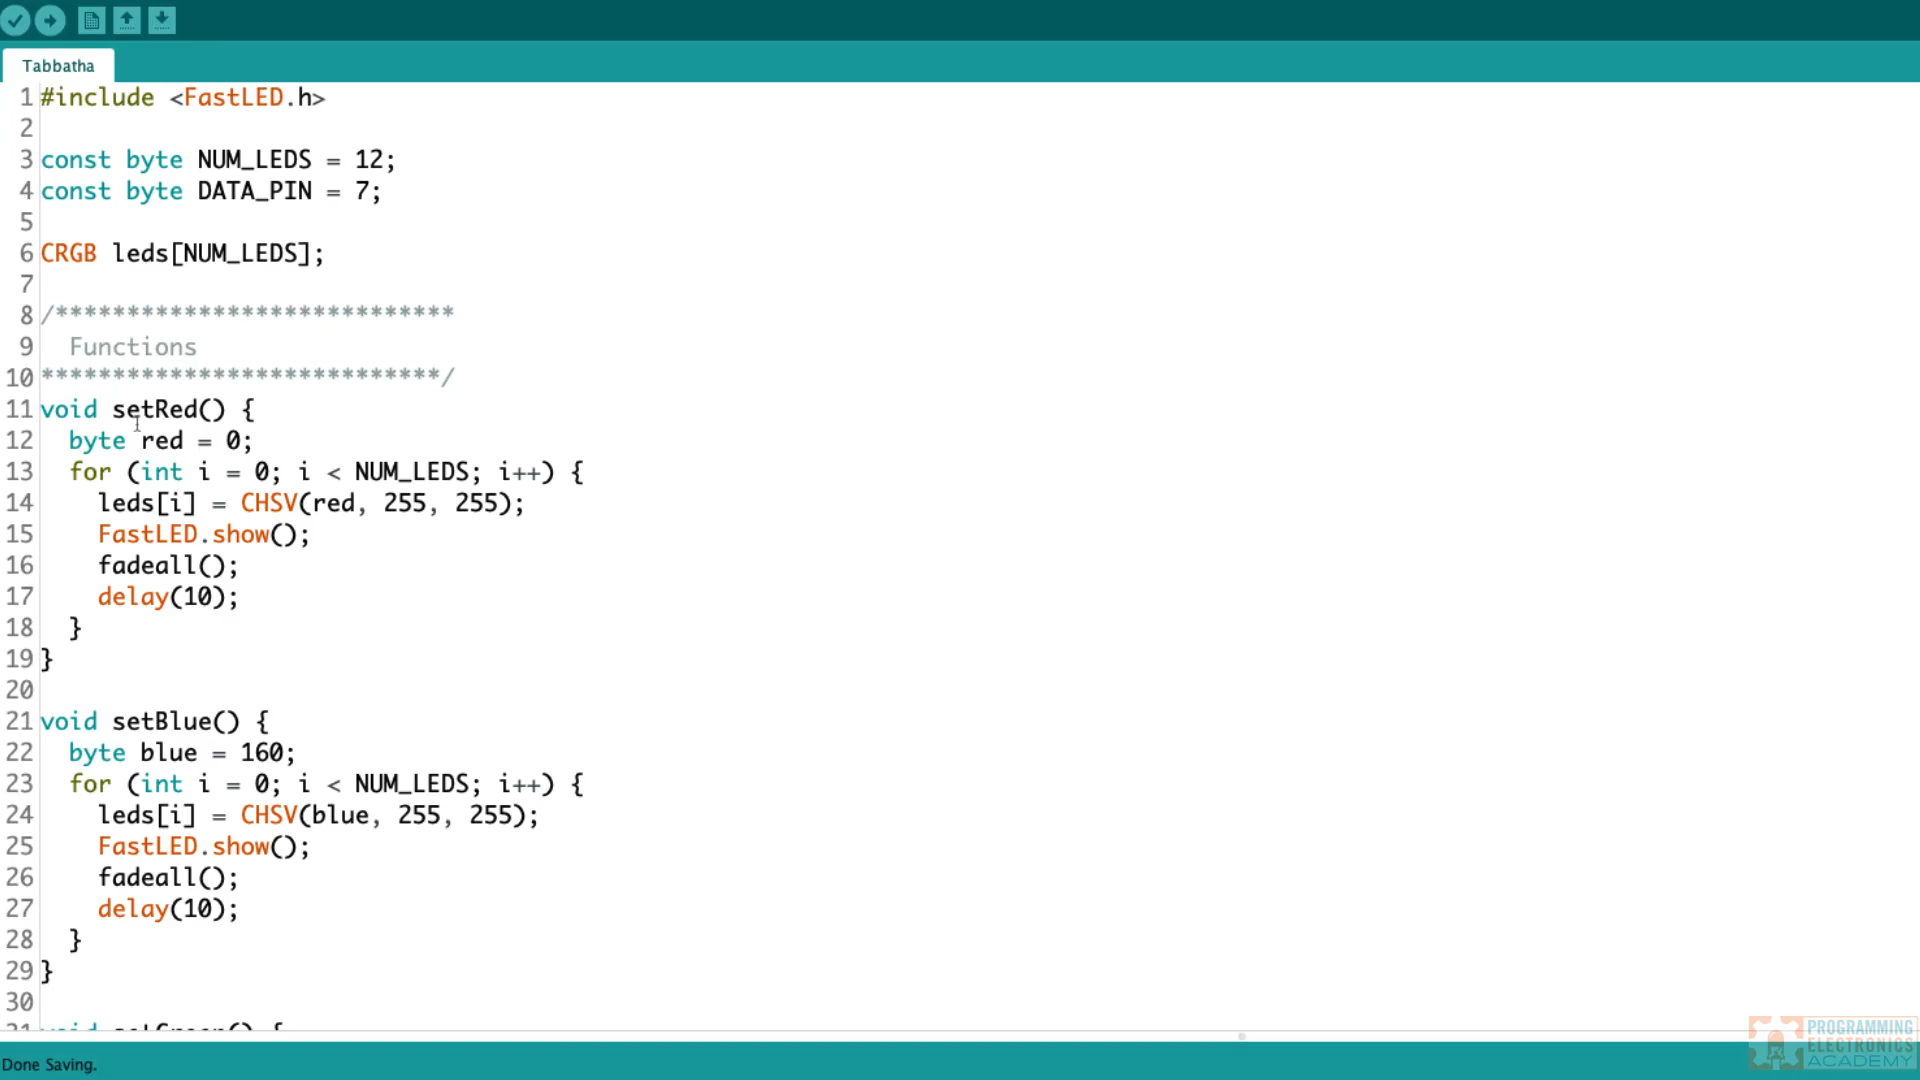 Tabbatha
1 #include <FastLED.h>
2
3 const byte NUM_LEDS = 12;
4 const byte DATA_PIN = 7;
5
6 CRGB leds[NUM_LEDS];
7
8 /****************************
9   Functions
10 ****************************/
11 void setRed() {
12   byte red = 0;
13   for (int i = 0; i < NUM_LEDS; i++) {
14     leds[i] = CHSV(red, 255, 255);
15     FastLED.show();
16     fadeall();
17     delay(10);
18   }
19 }
20
21 void setBlue() {
22   byte blue = 160;
23   for (int i = 0; i < NUM_LEDS; i++) {
24     leds[i] = CHSV(blue, 255, 255);
25     FastLED.show();
26     fadeall();
27     delay(10);
28   }
29 }
30
31 void setGreen() {
PROGRAMMING
ELECTRONICS
ACADEMY
Done Saving.